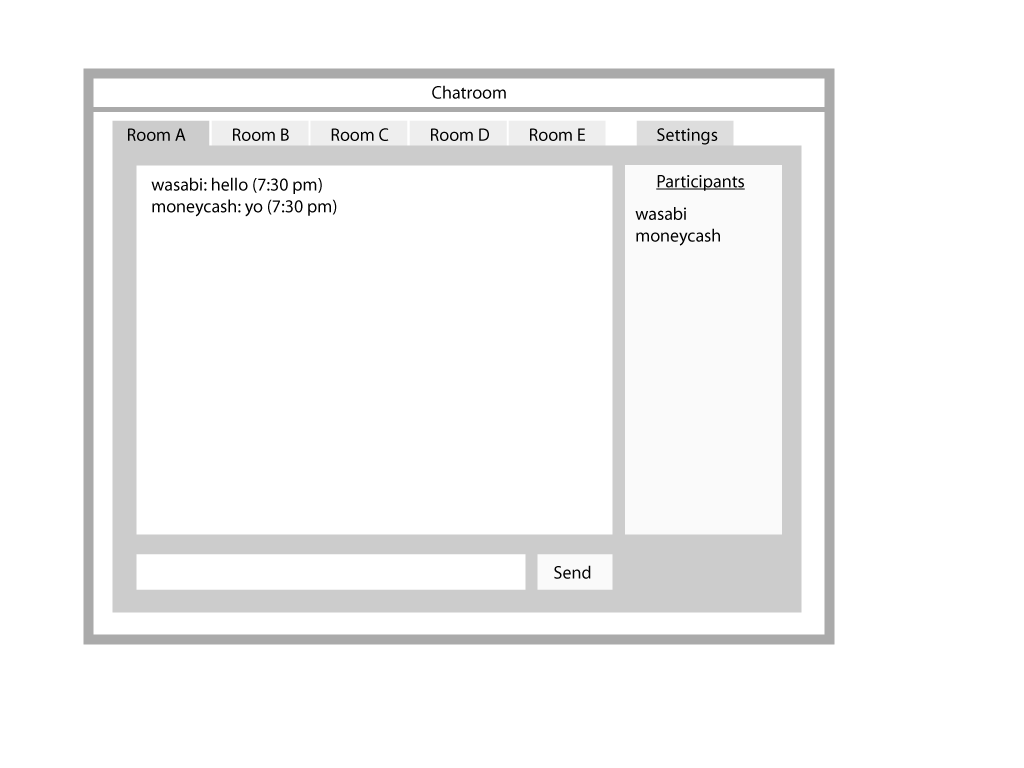 Chatroom
Room A
Room B
Room C
Room D
Room E
Settings
wasabi: hello (7:30 pm)
moneycash: yo (7:30 pm)
Participants
wasabi
moneycash
Send